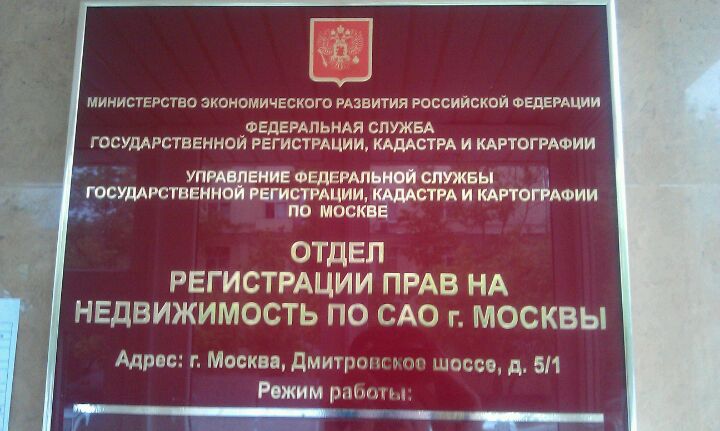 МИНИСТЕРСТВО ЭКОНОМИЧЕСКОГО РАЗВИТИЯ РОССИЙСКОЙ ФЕДЕРАЦИИ
ФЕДЕРАЛЬНАЯ СЛУЖБА
ГОСУДАРСТВЕННОЙ РЕГИСТРАЦИИ, КАДАСТРА И КАРТОГРАФИИ
УПРАВЛЕНИЕ ФЕДЕРАЛЬНОЙ СЛУЖБЫ
ГОСУДАРСТВЕННОЙ РЕГИСТРАЦИИ, КАДАСТРА И КАРТОГРАФИИ
ПО МОСКВЕ
ОТДЕЛ
РЕГИСТРАЦИИ ПРАВ НА
НЕДВИЖИМОСТЬ ПО САО г. МОСКВЫ
Адрес: г. Москва, Дмитровское шоссе, д. 5/1
Режим работы: